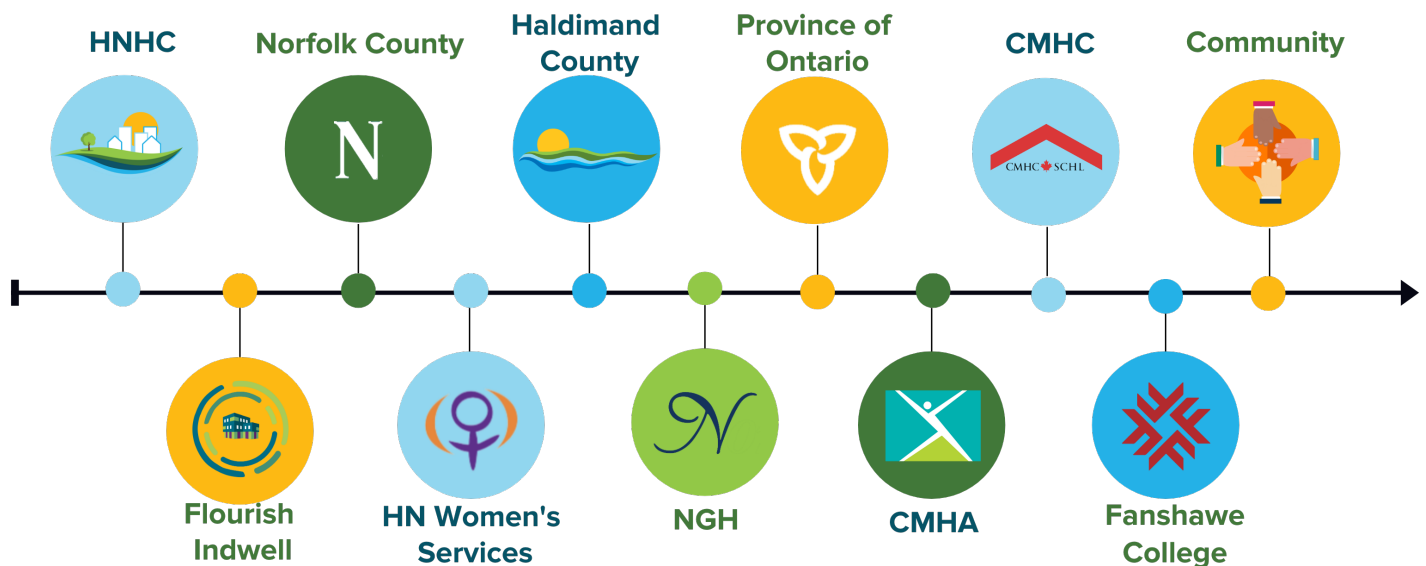 HNHC
Norfolk County
Haldimand
County
Province of
Ontario
CMHC
Community
N
CMHC SCHL
N
Flourish
Indwell
HN Women's
Services
NGH
CMHA
Fanshawe
College